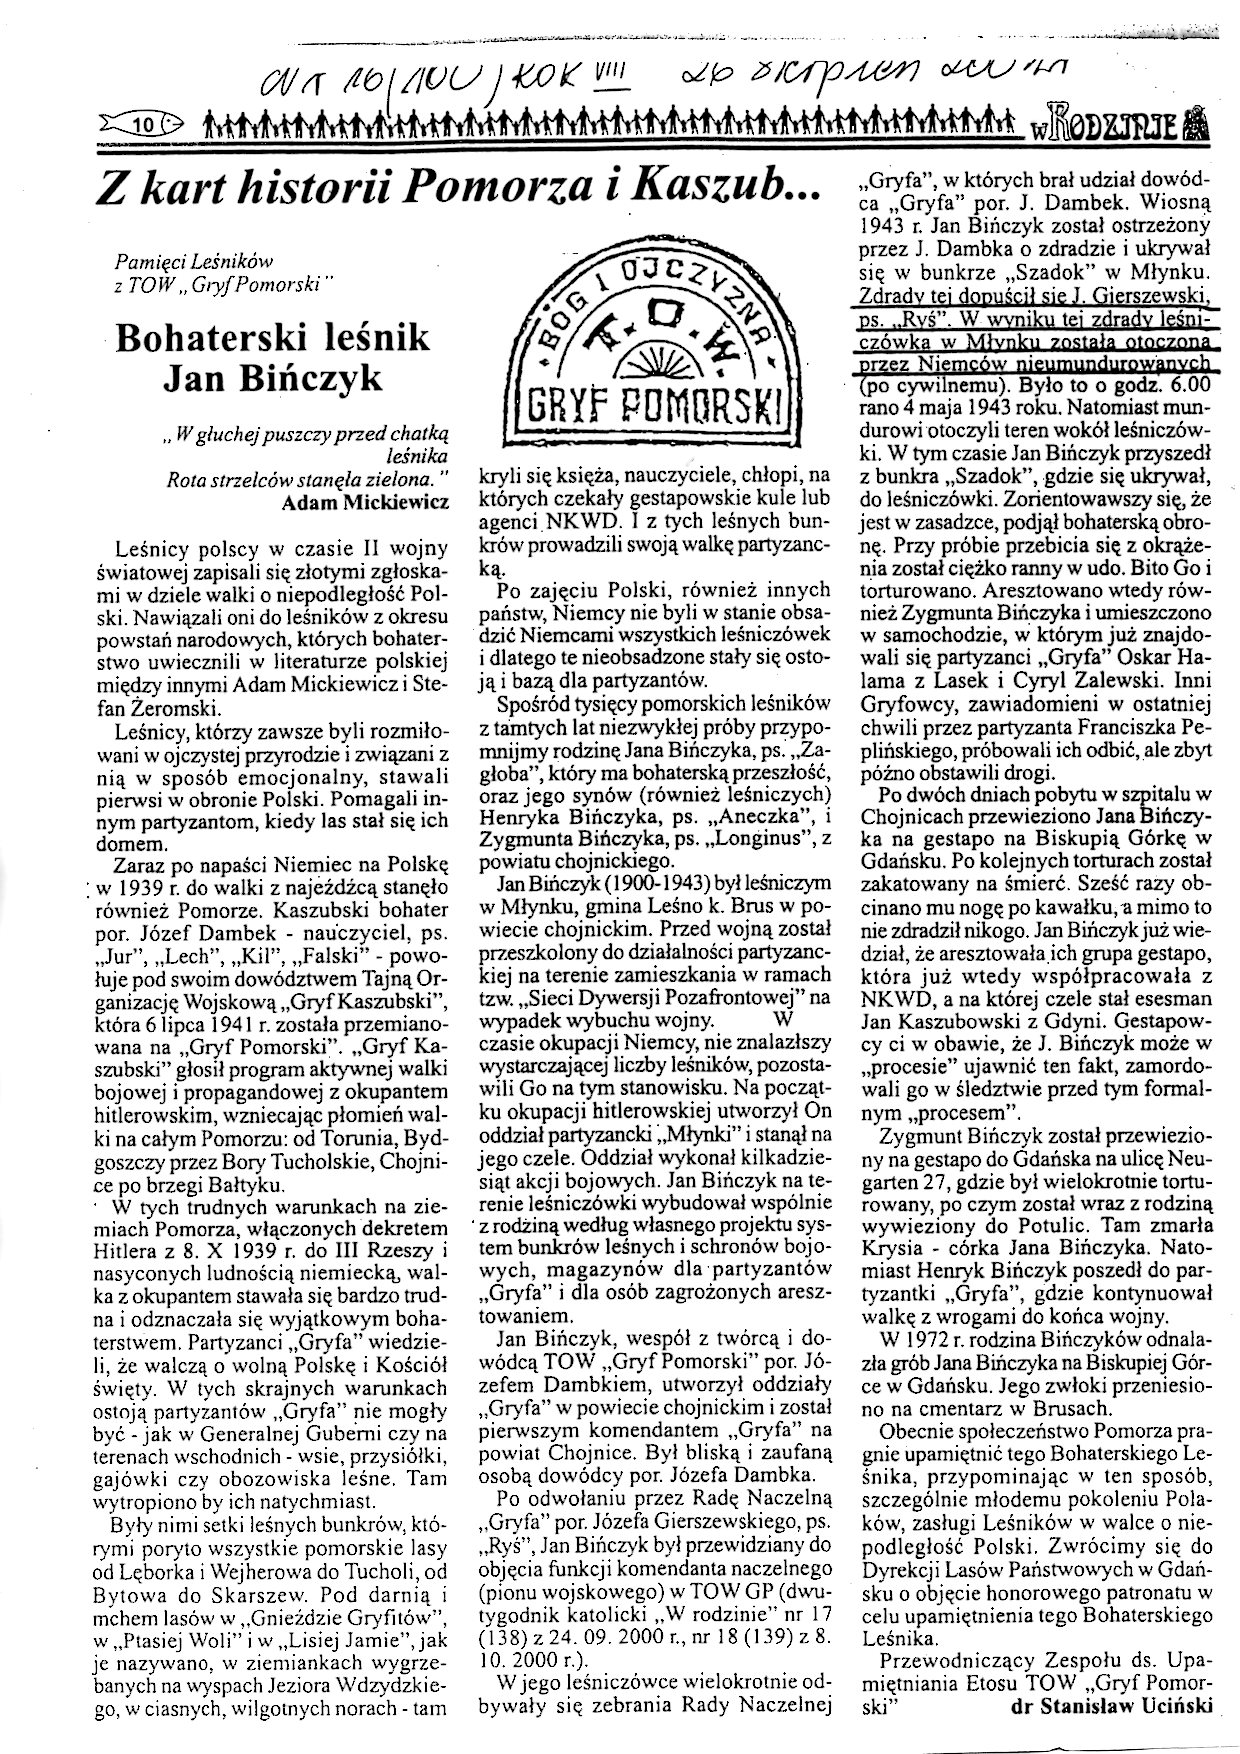 ROK VIII 26 sierpień
10
wRODZINIE
Z kart historii Pomorza i Kaszub...
Pamięci Leśników
z TOW „Gryf Pomorski"
Bohaterski leśnik
Jan Bińczyk
„W głuchej puszczy przed chatką
leśnika
Rota strzelców stanęła zielona."
Adam Mickiewicz
Leśnicy polscy w czasie II wojny
światowej zapisali się złotymi zgłoska-
mi w dziele walki o niepodległość Pol-
ski. Nawiązali oni do leśników z okresu
powstań narodowych, których bohater-
stwo uwiecznili w literaturze polskiej
między innymi Adam Mickiewicz i Ste-
fan Żeromski.
Leśnicy, którzy zawsze byli rozmiło-
wani w ojczystej przyrodzie i związani z
nią w sposób emocjonalny, stawali
pierwsi w obronie Polski. Pomagali in-
nym partyzantom, kiedy las stał się ich
domem.
Zaraz po napaści Niemiec na Polskę
w 1939 r. do walki z najeźdźcą stanęło
również Pomorze. Kaszubski bohater
por. Józef Dambek - nauczyciel, ps.
„Jur", „Lech", „Kil", „Falski" - powo-
łuje pod swoim dowództwem Tajną Or-
ganizację Wojskową „Gryf Kaszubski",
która 6 lipca 1941 r. została przemiano-
wana na „Gryf Pomorski". „Gryf Ka-
szubski" głosił program aktywnej walki
bojowej i propagandowej z okupantem
hitlerowskim, wzniecając płomień wal-
ki na całym Pomorzu: od Torunia, Byd-
goszczy przez Bory Tucholskie, Chojni-
ce po brzegi Bałtyku.
W tych trudnych warunkach na zie-
miach Pomorza, włączonych dekretem
Hitlera z 8. X 1939 r. do III Rzeszy i
nasyconych ludnością niemiecką, wal-
ka z okupantem stawała się bardzo trud-
na i odznaczała się wyjątkowym boha-
terstwem. Partyzanci „Gryfa" wiedzie-
li, że walczą o wolną Polskę i Kościół
święty. W tych skrajnych warunkach
ostoją partyzantów „Gryfa" nie mogły
być - jak w Generalnej Guberni czy na
terenach wschodnich - wsie, przysiółki,
gajówki czy obozowiska leśne. Tam
wytropiono by ich natychmiast.
Były nimi setki leśnych bunkrów, któ-
rymi poryto wszystkie pomorskie lasy
od Lęborka i Wejherowa do Tucholi, od
Bytowa do Skarszew. Pod darnią i
mchem lasów w „Gnieździe Gryfitów",
w „Ptasiej Woli" i w „Lisiej Jamie", jak
je nazywano, w ziemiankach wygrze-
banych na wyspach Jeziora Wdzydzkie-
go, w ciasnych, wilgotnych norach - tam
BÓG I OJCZYZNA
T. O. W.
GRYF POMORSKI
kryli się księża, nauczyciele, chłopi, na
których czekały gestapowskie kule lub
agenci NKWD. I z tych leśnych bun-
krów prowadzili swoją walkę partyzanc-
ką.
Po zajęciu Polski, również innych
państw, Niemcy nie byli w stanie obsa-
dzić Niemcami wszystkich leśniczówek
i dlatego te nieobsadzone stały się osto-
ją i bazą dla partyzantów.
Spośród tysięcy pomorskich leśników
z tamtych lat niezwykłej próby przypo-
mnijmy rodzinę Jana Bińczyka, ps. „Za-
głoba", który ma bohaterską przeszłość,
oraz jego synów (również leśniczych)
Henryka Bińczyka, ps. „Aneczka", i
Zygmunta Bińczyka, ps. „Longinus", z
powiatu chojnickiego.
Jan Bińczyk (1900-1943) był leśniczym
w Młynku, gmina Leśno k. Brus w po-
wiecie chojnickim. Przed wojną został
przeszkolony do działalności partyzanc-
kiej na terenie zamieszkania w ramach
tzw. „Sieci Dywersji Pozafrontowej" na
wypadek wybuchu wojny. W
czasie okupacji Niemcy, nie znalazłszy
wystarczającej liczby leśników, pozosta-
wili Go na tym stanowisku. Na począt-
ku okupacji hitlerowskiej utworzył On
oddział partyzancki „Młynki" i stanął na
jego czele. Oddział wykonał kilkadzie-
siąt akcji bojowych. Jan Bińczyk na te-
renie leśniczówki wybudował wspólnie
z rodziną według własnego projektu sys-
tem bunkrów leśnych i schronów bojo-
wych, magazynów dla partyzantów
„Gryfa" i dla osób zagrożonych aresz-
towaniem.
Jan Bińczyk, wespół z twórcą i do-
wódcą TOW „Gryf Pomorski" por. Jó-
zefem Dambkiem, utworzył oddziały
„Gryfa" w powiecie chojnickim i został
pierwszym komendantem „Gryfa" na
powiat Chojnice. Był bliską i zaufaną
osobą dowódcy por. Józefa Dambka.
Po odwołaniu przez Radę Naczelną
„Gryfa" por. Józefa Gierszewskiego, ps.
„Ryś", Jan Bińczyk był przewidziany do
objęcia funkcji komendanta naczelnego
(pionu wojskowego) w TOW GP (dwu-
tygodnik katolicki „W rodzinie" nr 17
(138) z 24. 09. 2000 r., nr 18 (139) z 8.
10. 2000 r.).
W jego leśniczówce wielokrotnie od-
bywały się zebrania Rady Naczelnej
„Gryfa", w których brał udział dowód-
ca „Gryfa" por. J. Dambek. Wiosną
1943 r. Jan Bińczyk został ostrzeżony
przez J. Dambka o zdradzie i ukrywał
się w bunkrze „Szadok" w Młynku.
Zdrady tej dopuścił się J. Gierszewski,
ps. „Ryś". W wyniku tej zdrady leśni-
czówka w Młynku została otoczona
przez Niemców nieumundurowanych
(po cywilnemu). Było to o godz. 6.00
rano 4 maja 1943 roku. Natomiast mun-
durowi otoczyli teren wokół leśniczów-
ki. W tym czasie Jan Bińczyk przyszedł
z bunkra „Szadok", gdzie się ukrywał,
do leśniczówki. Zorientowawszy się, że
jest w zasadzce, podjął bohaterską obro-
nę. Przy próbie przebicia się z okrąże-
nia został ciężko ranny w udo. Bito Go i
torturowano. Aresztowano wtedy rów-
nież Zygmunta Bińczyka i umieszczono
w samochodzie, w którym już znajdo-
wali się partyzanci „Gryfa" Oskar Ha-
lama z Lasek i Cyryl Zalewski. Inni
Gryfowcy, zawiadomieni w ostatniej
chwili przez partyzanta Franciszka Pe-
plińskiego, próbowali ich odbić, ale zbyt
późno obstawili drogi.
Po dwóch dniach pobytu w szpitalu w
Chojnicach przewieziono Jana Bińczy-
ka na gestapo na Biskupią Górkę w
Gdańsku. Po kolejnych torturach został
zakatowany na śmierć. Sześć razy ob-
cinano mu nogę po kawałku, a mimo to
nie zdradził nikogo. Jan Bińczyk już wie-
dział, że aresztowała ich grupa gestapo,
która już wtedy współpracowała z
NKWD, a na której czele stał esesman
Jan Kaszubowski z Gdyni. Gestapow-
cy ci w obawie, że J. Bińczyk może w
„procesie" ujawnić ten fakt, zamordo-
wali go w śledztwie przed tym formal-
nym „procesem".
Zygmunt Bińczyk został przewiezio-
ny na gestapo do Gdańska na ulicę Neu-
garten 27, gdzie był wielokrotnie tortu-
rowany, po czym został wraz z rodziną
wywieziony do Potulic. Tam zmarła
Krysia - córka Jana Bińczyka. Nato-
miast Henryk Bińczyk poszedł do par-
tyzantki „Gryfa", gdzie kontynuował
walkę z wrogami do końca wojny.
W 1972 r. rodzina Bińczyków odnala-
zła grób Jana Bińczyka na Biskupiej Gór-
ce w Gdańsku. Jego zwłoki przeniesio-
no na cmentarz w Brusach.
Obecnie społeczeństwo Pomorza pra-
gnie upamiętnić tego Bohaterskiego Le-
śnika, przypominając w ten sposób,
szczególnie młodemu pokoleniu Pola-
ków, zasługi Leśników w walce o nie-
podległość Polski. Zwrócimy się do
Dyrekcji Lasów Państwowych w Gdań-
sku o objęcie honorowego patronatu w
celu upamiętnienia tego Bohaterskiego
Leśnika.
Przewodniczący Zespołu ds. Upa-
miętniania Etosu TOW „Gryf Pomor-
ski" dr Stanisław Uciński